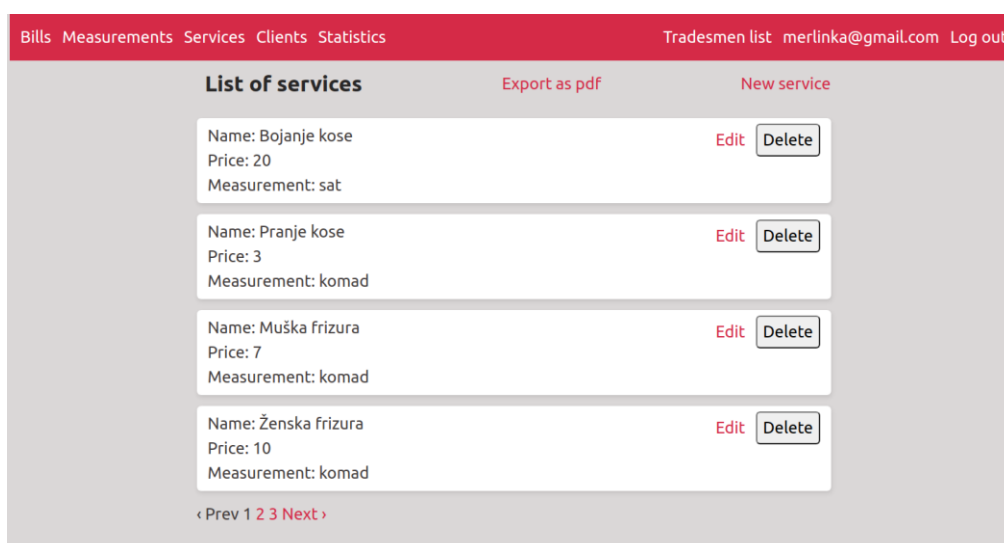 Bills Measurements Services Clients Statistics Tradesmen list merlinka@gmail.com Log out
List of services Export as pdf New service
Name: Bojanje kose Edit Delete
Price: 20
Measurement: sat
Name: Pranje kose Edit Delete
Price: 3
Measurement: komad
Name: Muška frizura Edit Delete
Price: 7
Measurement: komad
Name: Ženska frizura Edit Delete
Price: 10
Measurement: komad
‹ Prev 1 2 3 Next ›